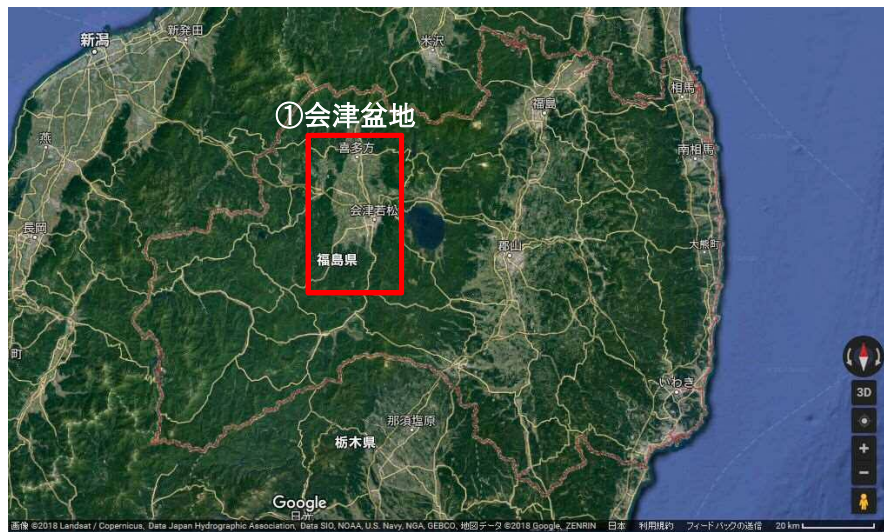 新発田
新潟
米沢
相馬
福島
①会津盆地
燕
喜多方
南相馬
会津若松
長岡
郡山
大熊町
福島県
町
いわき
3D
那須塩原
栃木県
Google
日光
画像 ©2018 Landsat / Copernicus, Data Japan Hydrographic Association, Data SIO, NOAA, U.S. Navy, NGA, GEBCO, 地図データ ©2018 Google, ZENRIN 日本 利用規約 フィードバックの送信 20 km